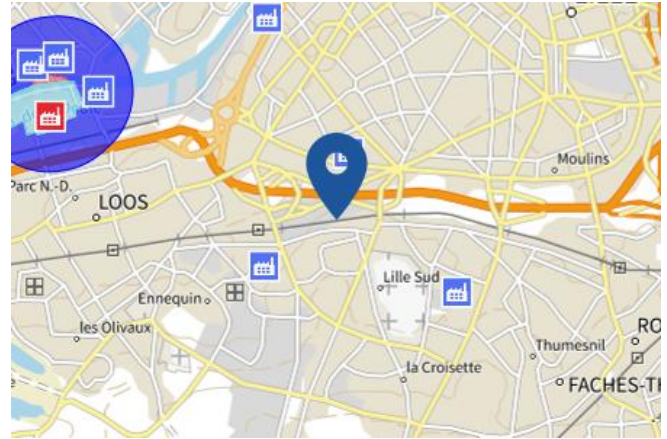 Moulins
Parc N.-D.
LOOS
Lille Sud
Ennequin
les Olivaux
RO
Thumesnil
la Croisette
FACHES-TH